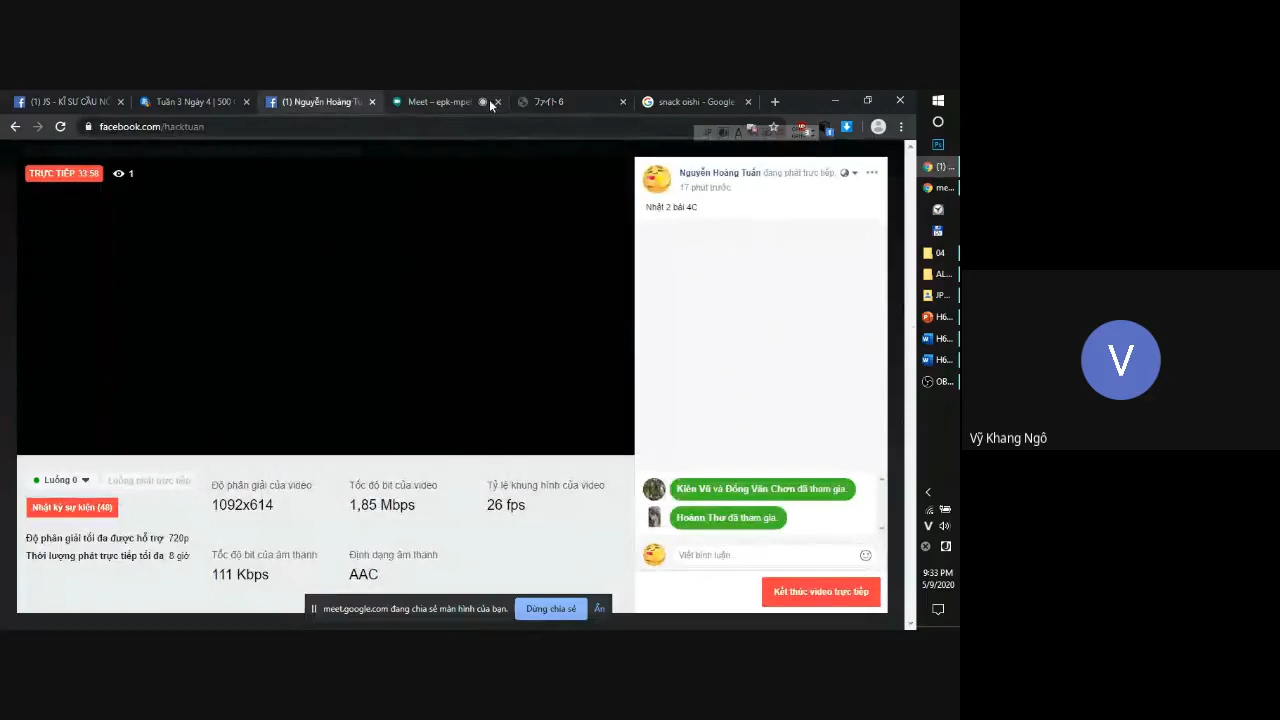 (1) JS - KĨ SƯ CẦU NỐ
Tuần 3 Ngày 4 | 500
(1) Nguyễn Hoàng Tu
Meet – epk-mpe
ファイト6
snack oishi - Google
facebook.com/hacktuan
TRỰC TIẾP 33:58
1
Nguyễn Hoàng Tuấn đang phát trực tiếp.
17 phút trước
Nhật 2 bài 4C
Kiên Vũ và Đồng Văn Chơn đã tham gia.
Hoànn Thư đã tham gia.
Viết bình luận...
Kết thúc video trực tiếp
Luồng 0
Luồng phát trực tiếp
Nhật ký sự kiện (48)
Độ phân giải tối đa được hỗ trợ 720p
Thời lượng phát trực tiếp tối đa 8 giờ
Độ phân giải của video
1092x614
Tốc độ bit của video
1,85 Mbps
Tỷ lệ khung hình của video
26 fps
Tốc độ bit của âm thanh
111 Kbps
Định dạng âm thanh
AAC
meet.google.com đang chia sẻ màn hình của bạn.
Dừng chia sẻ
Ẩn
Ps
(1) ...
me...
04
AL...
JP...
H6...
H6...
H6...
OB...
9:33 PM
5/9/2020
V
Vỹ Khang Ngô